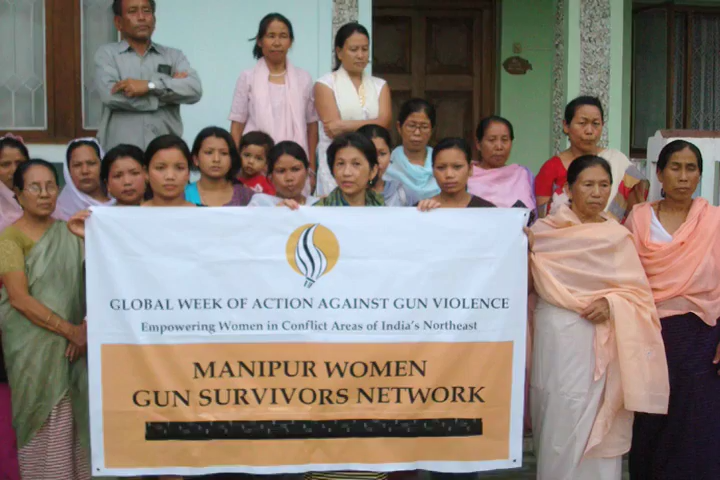 GLOBAL WEEK OF ACTION AGAINST GUN VIOLENCE
Empowering Women in Conflict Areas of India's Northeast
MANIPUR WOMEN
GUN SURVIVORS NETWORK